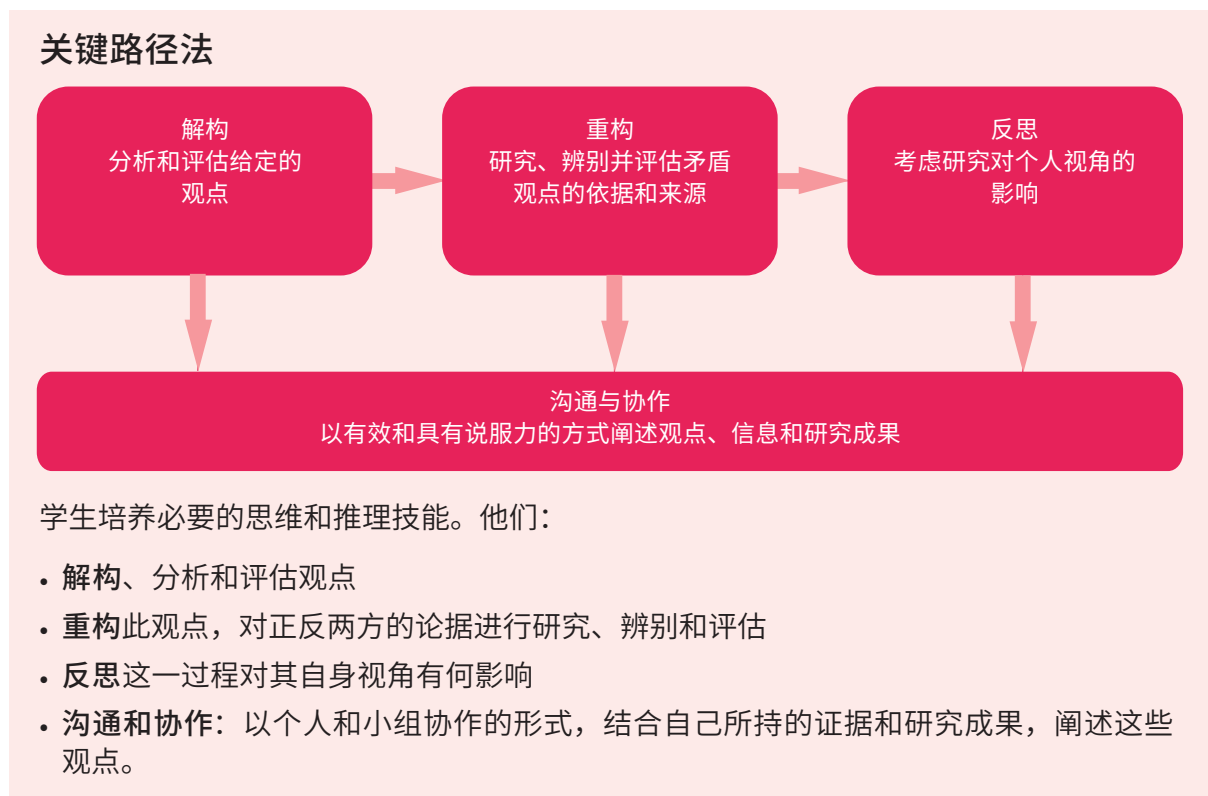 关键路径法
解构
分析和评估给定的
观点
重构
研究、辨别并评估矛盾
观点的依据和来源
反思
考虑研究对个人视角的
影响
沟通与协作
以有效和具有说服力的方式阐述观点、信息和研究成果
学生培养必要的思维和推理技能。他们：
• 解构、分析和评估观点
• 重构此观点，对正反两方的论据进行研究、辨别和评估
• 反思这一过程对其自身视角有何影响
• 沟通和协作：以个人和小组协作的形式，结合自己所持的证据和研究成果，阐述这些
观点。